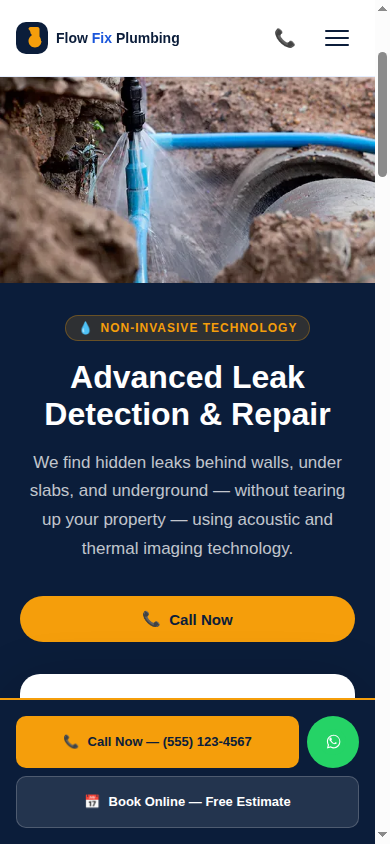 Flow Fix Plumbing
NON-INVASIVE TECHNOLOGY
Advanced Leak
Detection & Repair
We find hidden leaks behind walls, under
slabs, and underground — without tearing
up your property — using acoustic and
thermal imaging technology.
Call Now
Call Now — (555) 123-4567
Book Online — Free Estimate